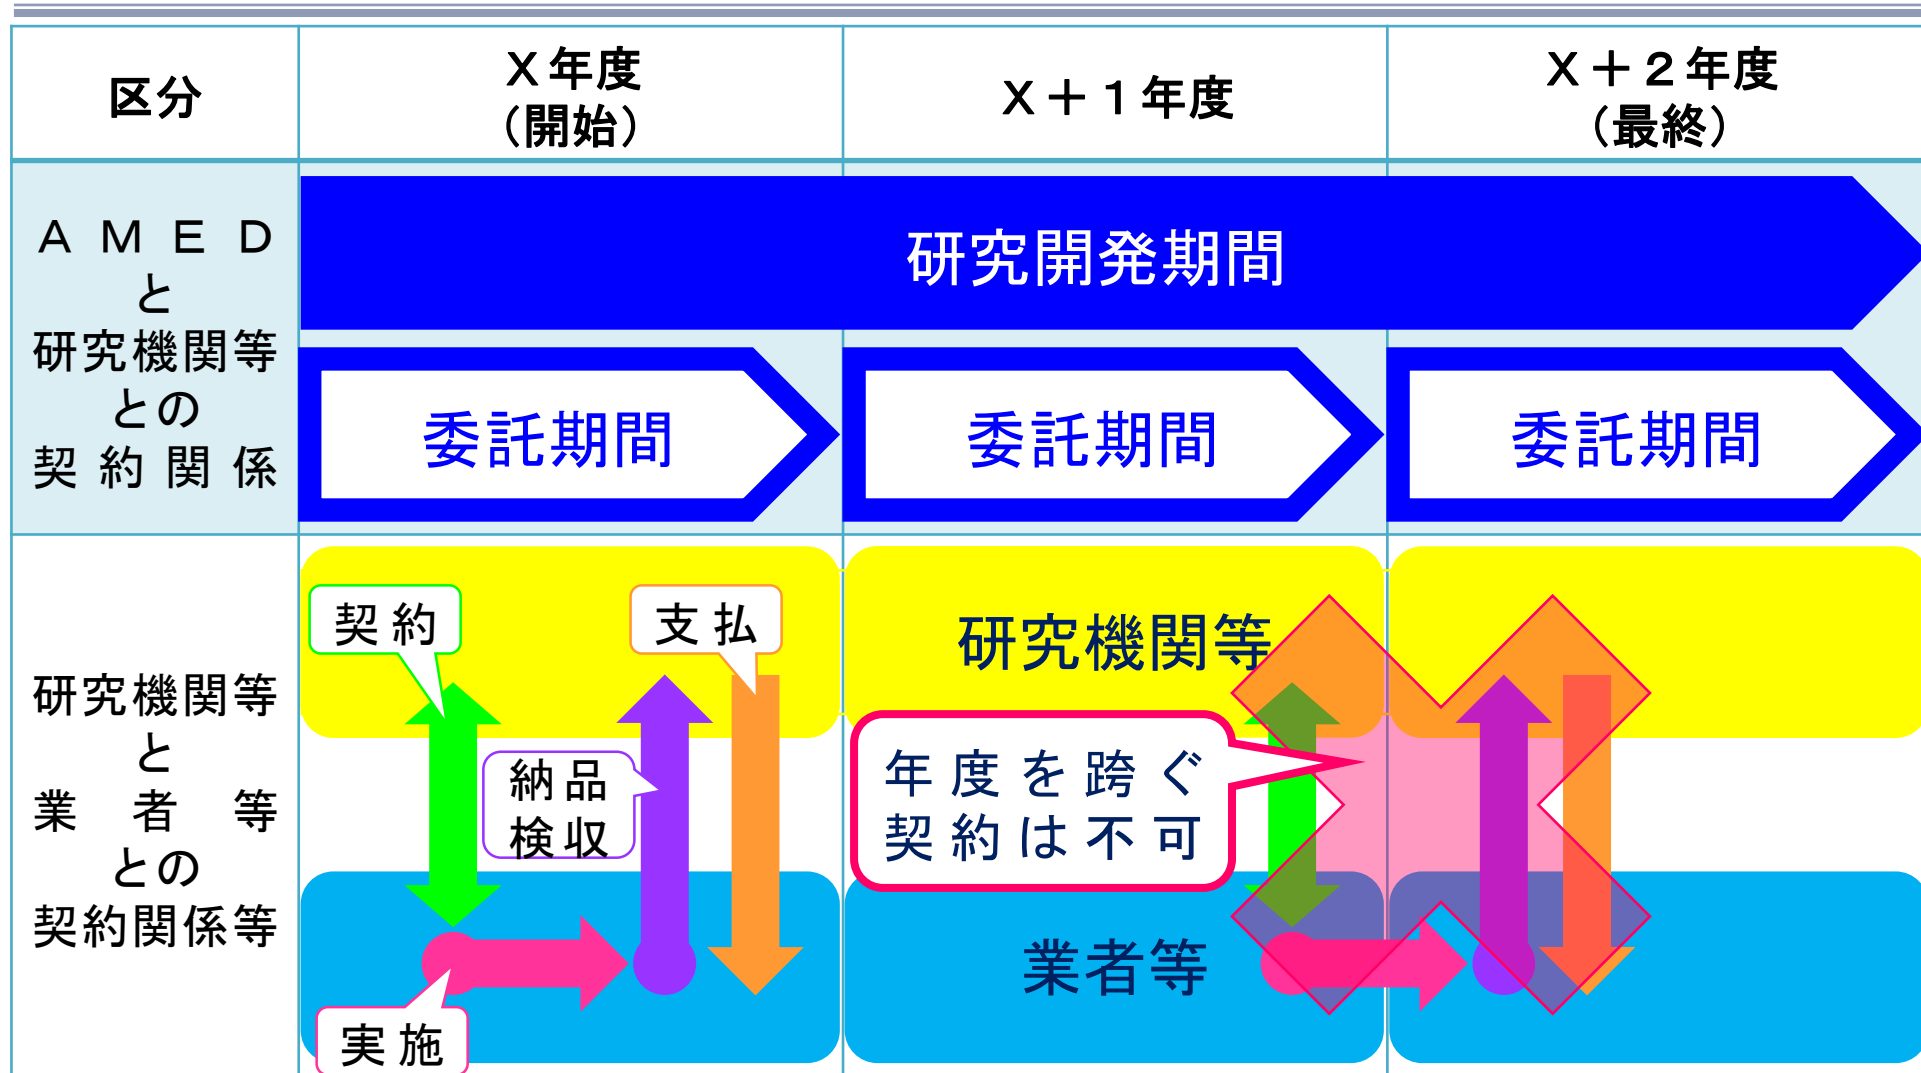 区分
X年度
（開始）
X＋１年度
X＋２年度
（最終）
ＡＭＥＤ
と
研究機関等
との
契約関係
研究開発期間
委託期間
委託期間
委託期間
研究機関等
と
業者等
との
契約関係等
契約
支払
納品
検収
実施
研究機関等
年度を跨ぐ
契約は不可
業者等